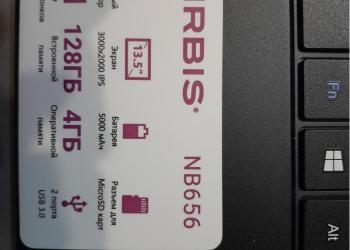 IRBIS®
NB656
13.5"
Экран
3000x2000 IPS
Батарея
5000 мАч
Разъем для
MicroSD карт
128ГБ
Встроенной
памяти
4ГБ
Оперативной
памяти
2 порта
USB 3.0
Fn
Alt